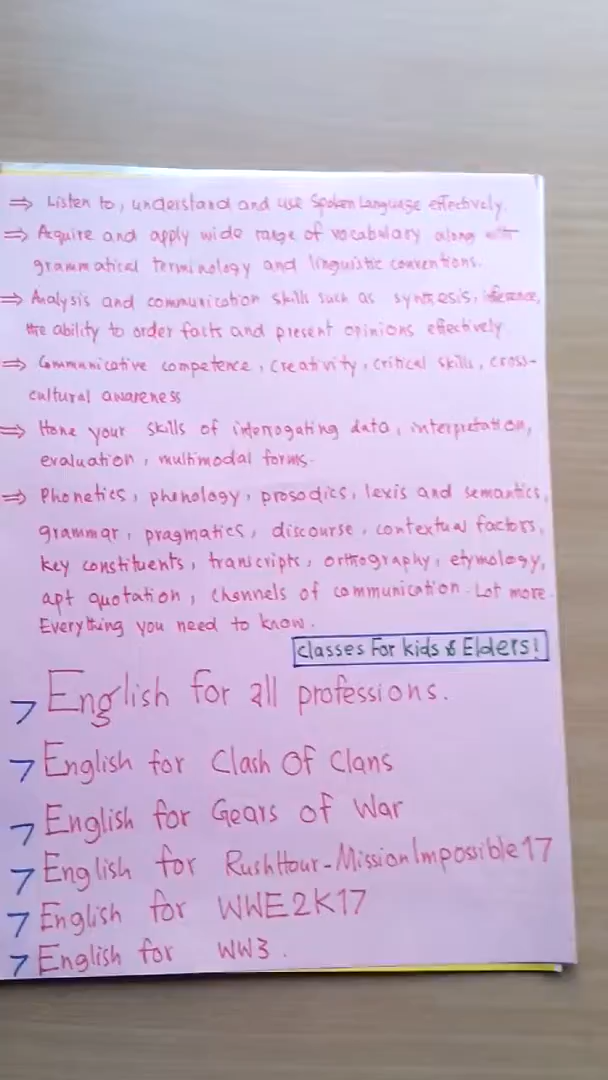 ⇒ Listen to, understand and use Spoken Language effectively.
⇒ Acquire and apply wide range of vocabulary along with
grammatical terminology and linguistic conventions.
⇒ Analysis and communication skills such as synthesis, inference,
the ability to order facts and present opinions effectively
⇒ Communicative competence, creativity, critical skills, cross-
cultural awareness
⇒ Hone your skills of interrogating data, interpretation,
evaluation, multimodal forms.
⇒ Phonetics, phenology, prosodics, lexis and semantics,
grammar, pragmatics, discourse, contextual factors,
key constituents, transcripts, orthography, etymology,
apt quotation, channels of communication. Lot more.
Everything you need to know.
Classes For kids & Elders!
7 English for all professions.
7 English for Clash Of Clans
7 English for Gears of War
7 English for RushHour-MissionImpossible17
7 English for WWE2K17
7 English for WW3.